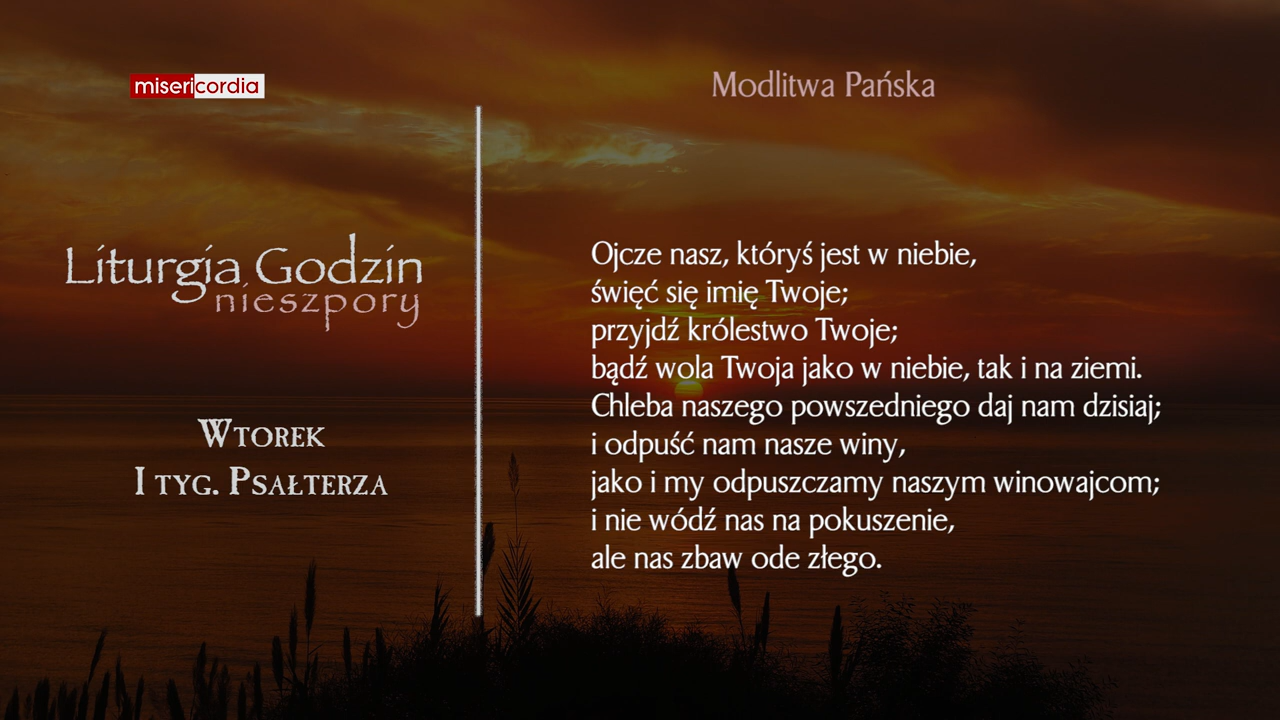 misericordia
Liturgia Godzin
nieszpory
Wtorek
I tyg. Psałterza
Modlitwa Pańska
Ojcze nasz, któryś jest w niebie,
święć się imię Twoje;
przyjdź królestwo Twoje;
bądź wola Twoja jako w niebie, tak i na ziemi.
Chleba naszego powszedniego daj nam dzisiaj;
i odpuść nam nasze winy,
jako i my odpuszczamy naszym winowajcom;
i nie wódź nas na pokuszenie,
ale nas zbaw ode złego.